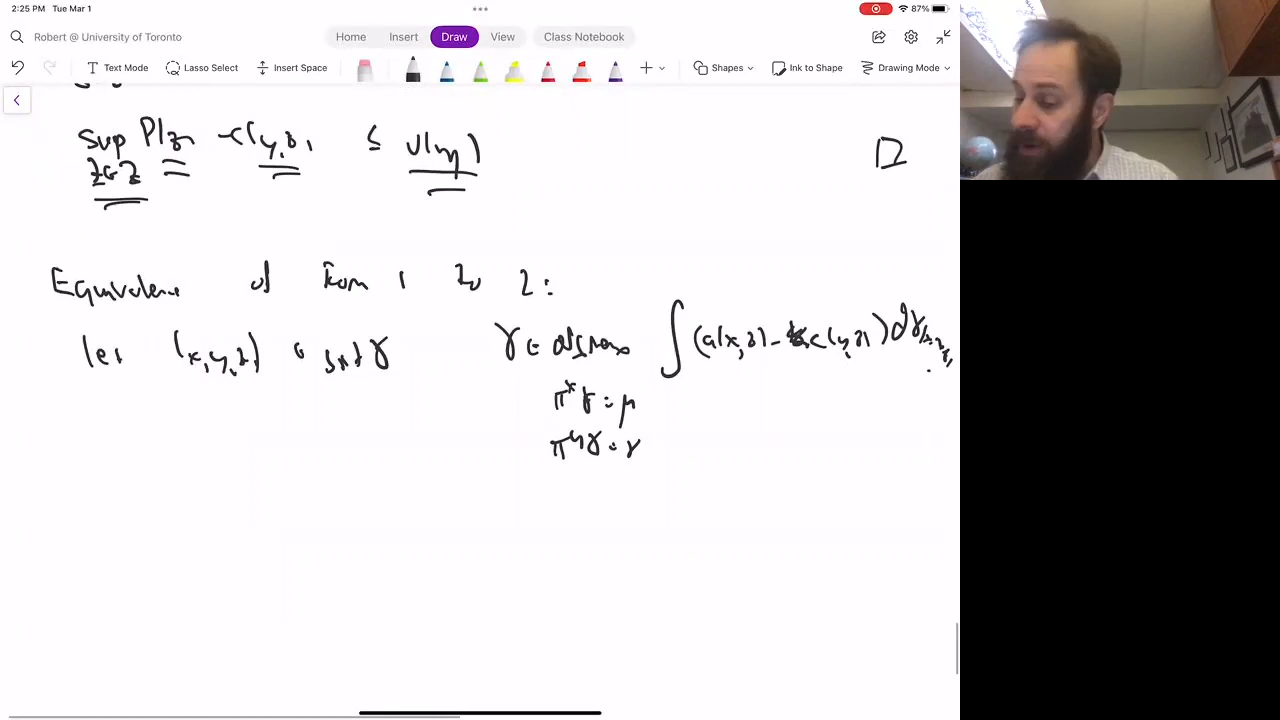 2:25 PM Tue Mar 1
87%
Robert @ University of Toronto
Home Insert Draw View Class Notebook
Text Mode Lasso Select Insert Space Shapes Ink to Shape Drawing Mode
sup P(z) - c(y,z) ≤ v(y)
z∈Z
Equivalence of Form 1 to 2:
let (x,y,z) ∈ spt γ γ ∈ argmax ∫ (a(x,z) - c(y,z)) dγ(x,y,z)
π^x γ = μ
π^y γ = ν